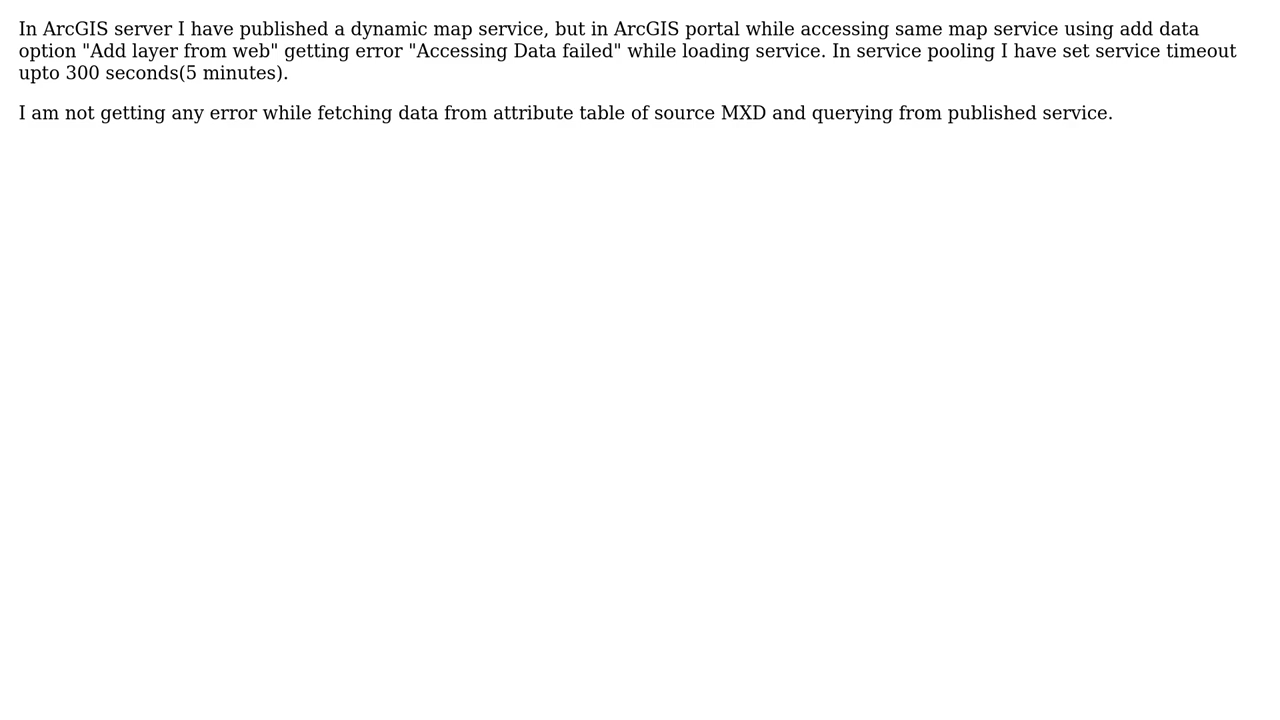 In ArcGIS server I have published a dynamic map service, but in ArcGIS portal while accessing same map service using add data
option "Add layer from web" getting error "Accessing Data failed" while loading service. In service pooling I have set service timeout
upto 300 seconds(5 minutes).
I am not getting any error while fetching data from attribute table of source MXD and querying from published service.